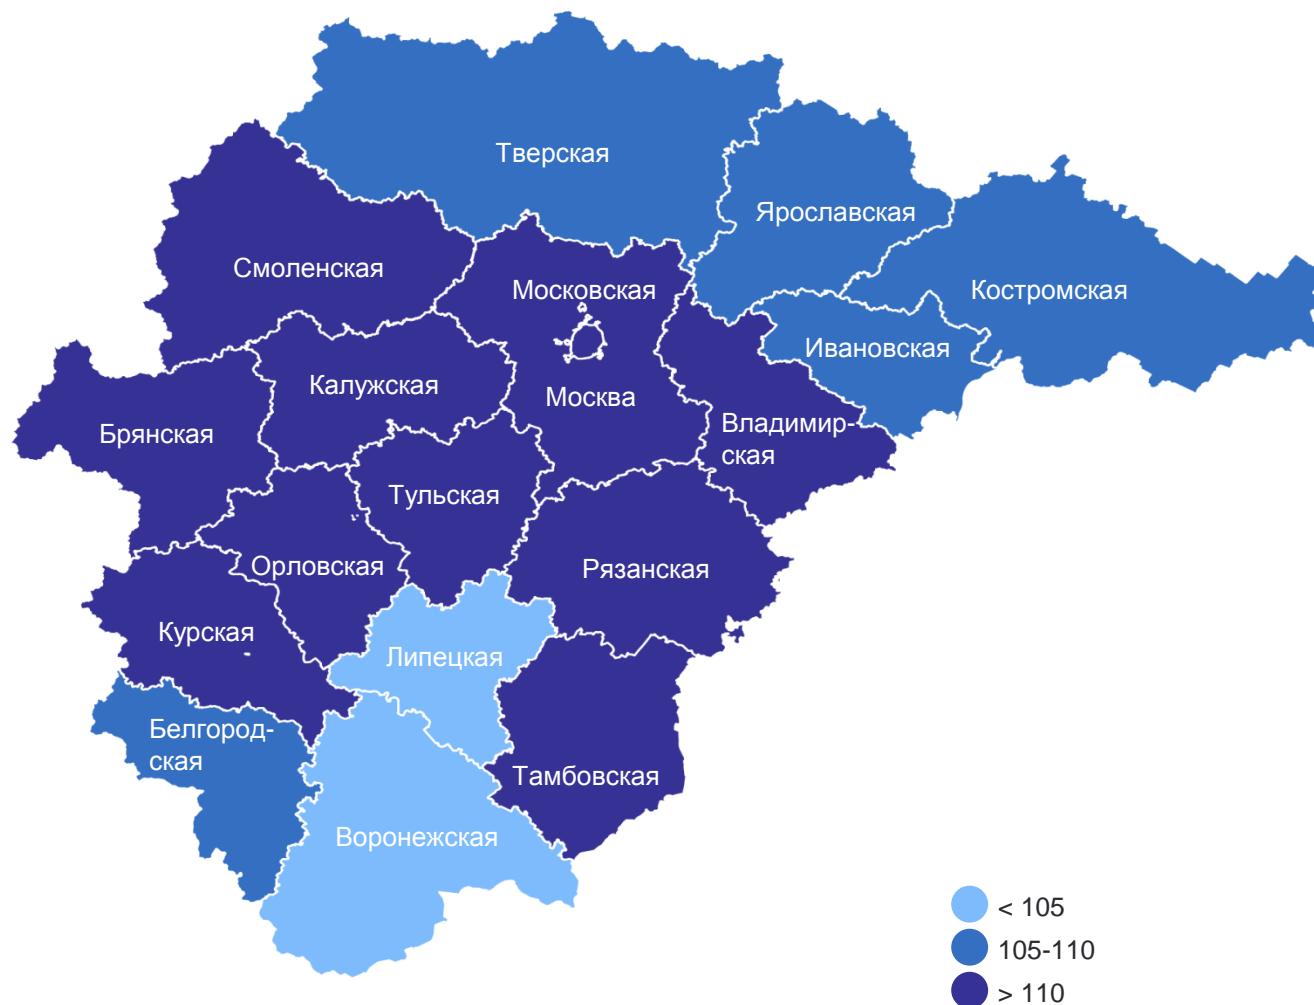 Тверская
Ярославская
Смоленская
Московская
Костромская
Ивановская
Калужская
Москва
Брянская
Владимир-
ская
Тульская
Орловская
Рязанская
Курская
Липецкая
Белгород-
ская
Тамбовская
Воронежская
< 105
105-110
> 110